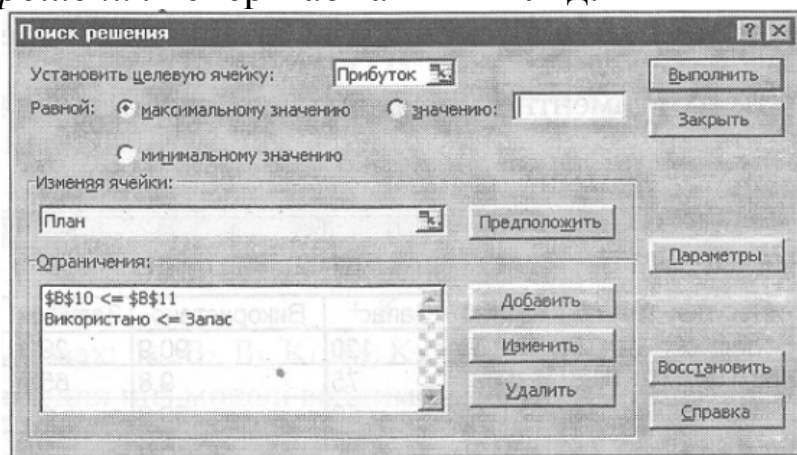 Поиск решения
Установить целевую ячейку: Прибуток Выполнить
Равной: максимальному значению значению: Закрыть
минимальному значению
Изменяя ячейки:
План Предположить
Параметры
Ограничения:
$B$10 <= $B$11 Добавить
Використано <= Запас
Изменить
Восстановить
Удалить
Справка